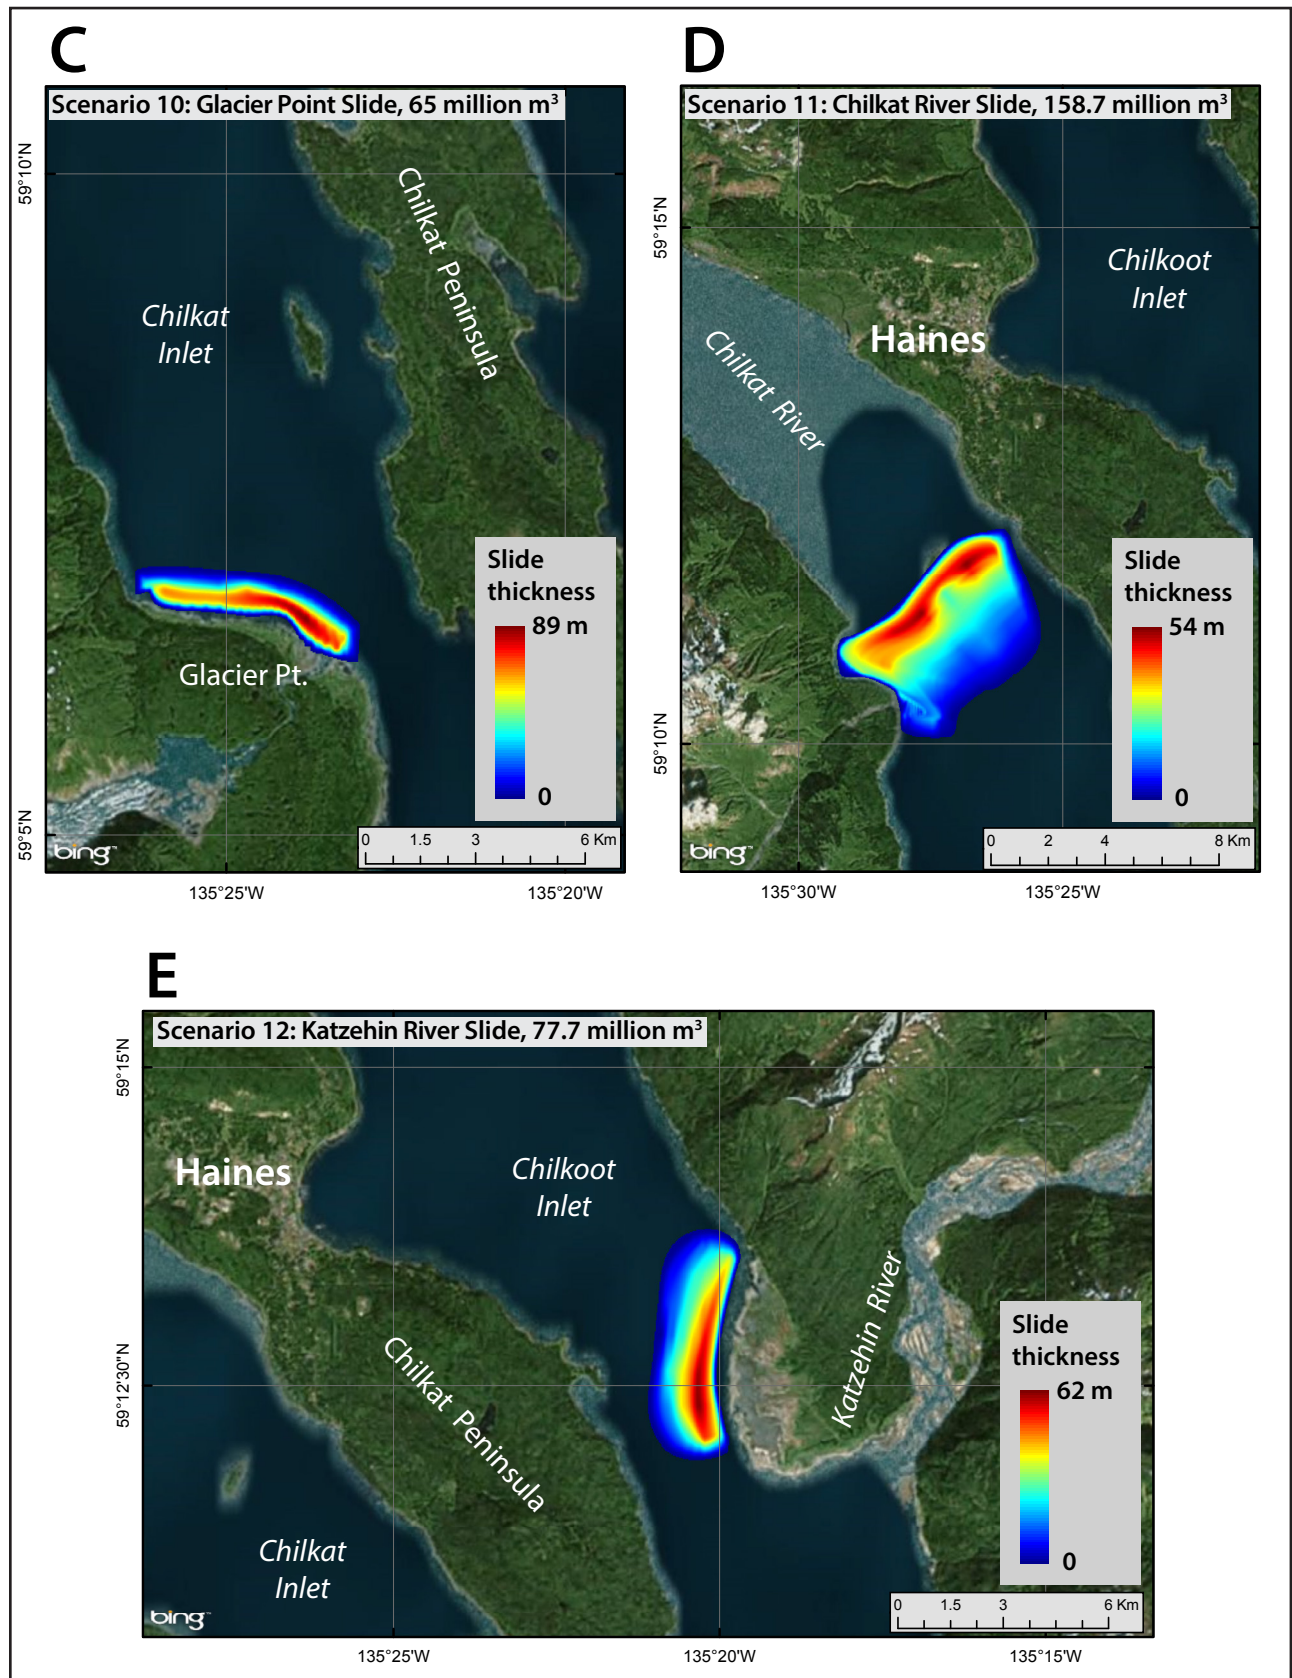 C
Scenario 10: Glacier Point Slide, 65 million m³
59°10'N
59°5'N
Chilkat Peninsula
Chilkat
Inlet
Glacier Pt.
Slide
thickness
89 m
0
0 1.5 3 6 Km
bing™
135°25'W 135°20'W
D
Scenario 11: Chilkat River Slide, 158.7 million m³
59°15'N
59°10'N
Chilkoot
Inlet
Haines
Chilkat River
Slide
thickness
54 m
0
0 2 4 8 Km
bing™
135°30'W 135°25'W
E
Scenario 12: Katzehin River Slide, 77.7 million m³
59°15'N
59°12'30"N
Haines
Chilkoot
Inlet
Katzehin River
Chilkat Peninsula
Chilkat
Inlet
Slide
thickness
62 m
0
0 1.5 3 6 Km
bing™
135°25'W 135°20'W 135°15'W